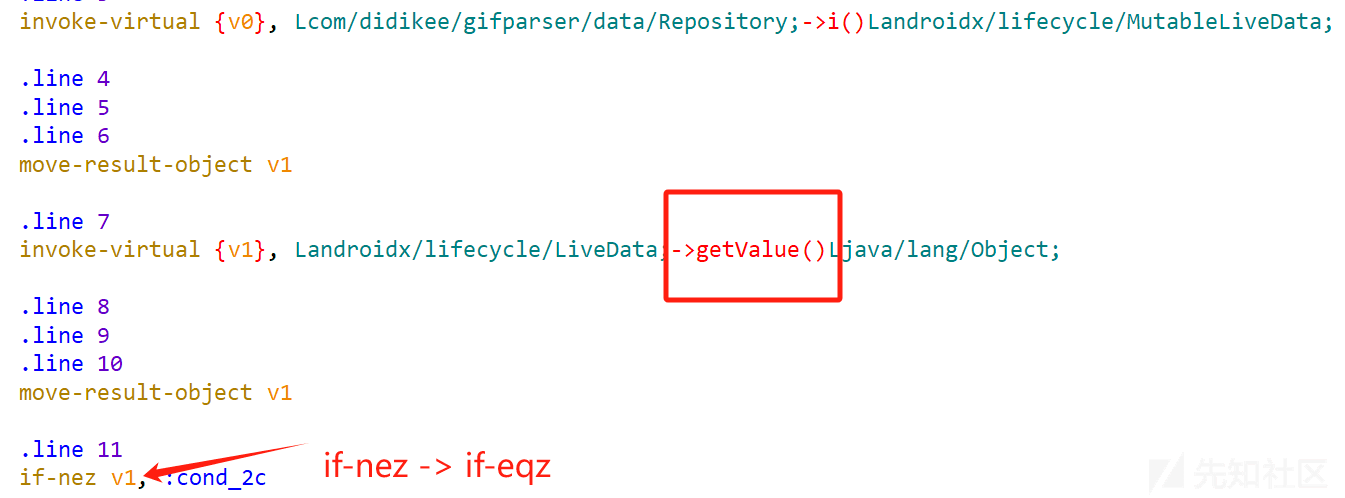 invoke-virtual {v0}, Lcom/didikee/gifparser/data/Repository;->i()Landroidx/lifecycle/MutableLiveData;
.line 4
.line 5
.line 6
move-result-object v1
.line 7
invoke-virtual {v1}, Landroidx/lifecycle/LiveData;->getValue()Ljava/lang/Object;
.line 8
.line 9
.line 10
move-result-object v1
.line 11
if-nez v1, :cond_2c
if-nez -> if-eqz
先知社区